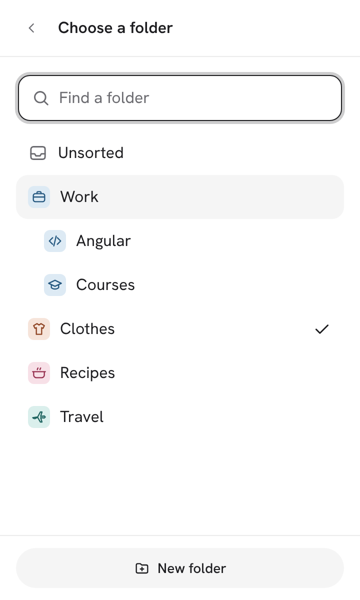 Choose a folder
Find a folder
Unsorted
Work
Angular
Courses
Clothes
Recipes
Travel
New folder